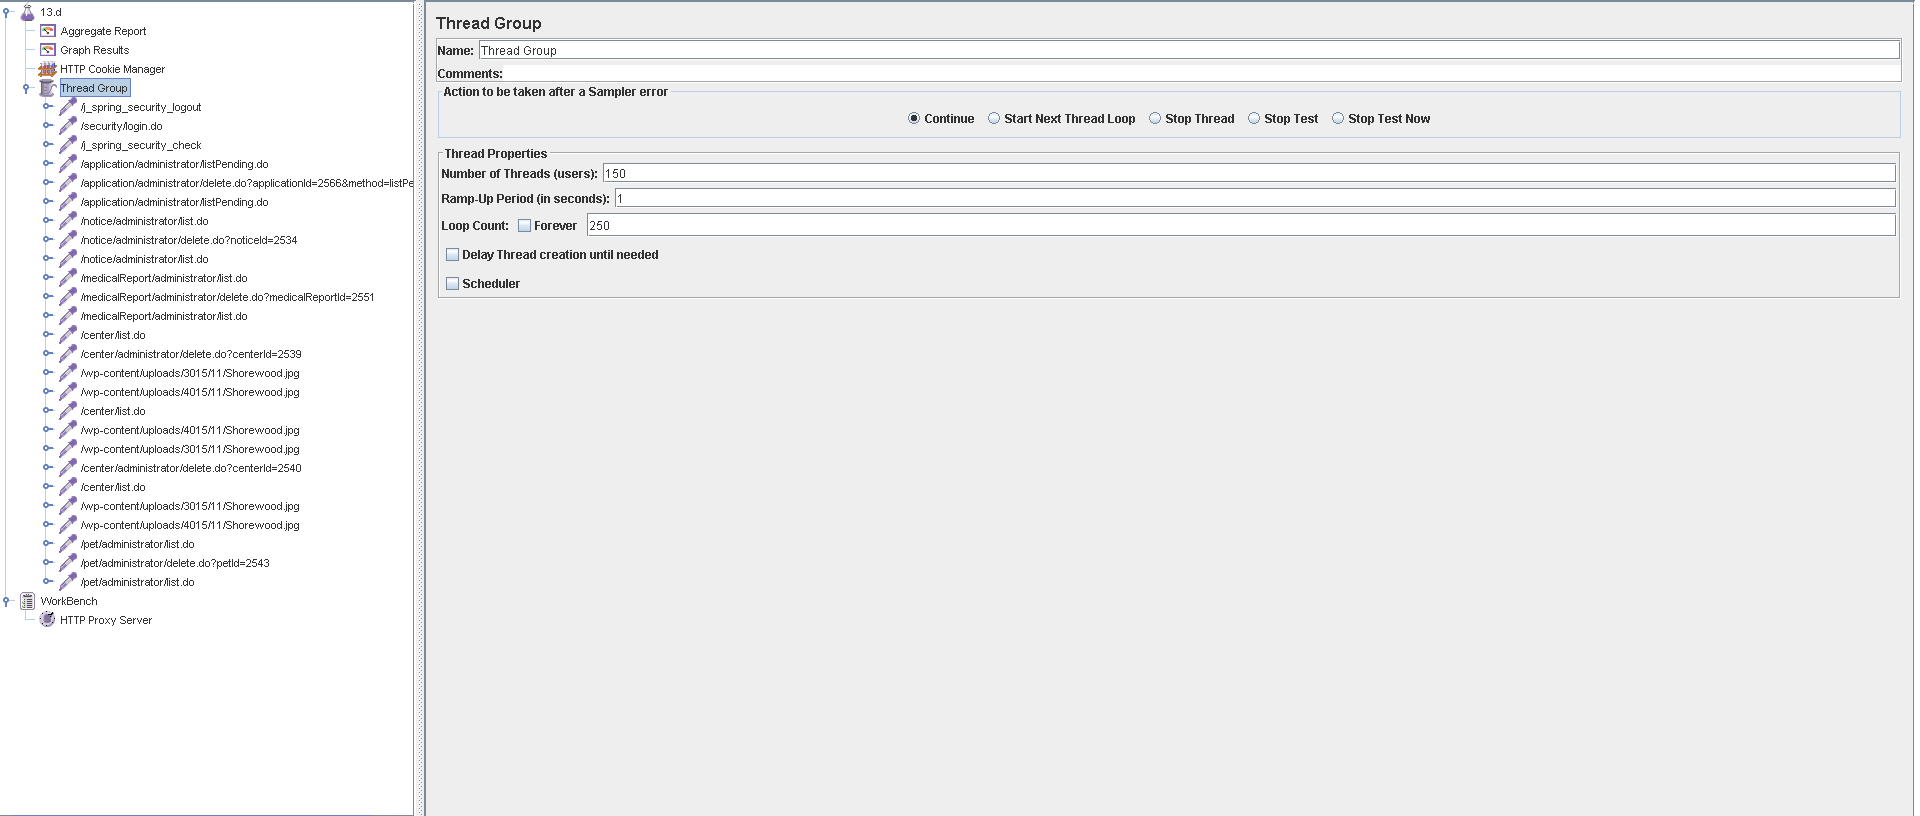 13.d
Aggregate Report
Graph Results
HTTP Cookie Manager
Thread Group
/j_spring_security_logout
/security/login.do
/j_spring_security_check
/application/administrator/listPending.do
/application/administrator/delete.do?applicationId=2566&method=listPe
/application/administrator/listPending.do
/notice/administrator/list.do
/notice/administrator/delete.do?noticeId=2534
/notice/administrator/list.do
/medicalReport/administrator/list.do
/medicalReport/administrator/delete.do?medicalReportId=2551
/medicalReport/administrator/list.do
/center/list.do
/center/administrator/delete.do?centerId=2539
/wp-content/uploads/3015/11/Shorewood.jpg
/wp-content/uploads/4015/11/Shorewood.jpg
/center/list.do
/wp-content/uploads/4015/11/Shorewood.jpg
/wp-content/uploads/3015/11/Shorewood.jpg
/center/administrator/delete.do?centerId=2540
/center/list.do
/wp-content/uploads/3015/11/Shorewood.jpg
/wp-content/uploads/4015/11/Shorewood.jpg
/pet/administrator/list.do
/pet/administrator/delete.do?petId=2543
/pet/administrator/list.do
WorkBench
HTTP Proxy Server
Thread Group
Name: Thread Group
Comments:
Action to be taken after a Sampler error
Continue Start Next Thread Loop Stop Thread Stop Test Stop Test Now
Thread Properties
Number of Threads (users): 150
Ramp-Up Period (in seconds): 1
Loop Count: Forever 250
Delay Thread creation until needed
Scheduler